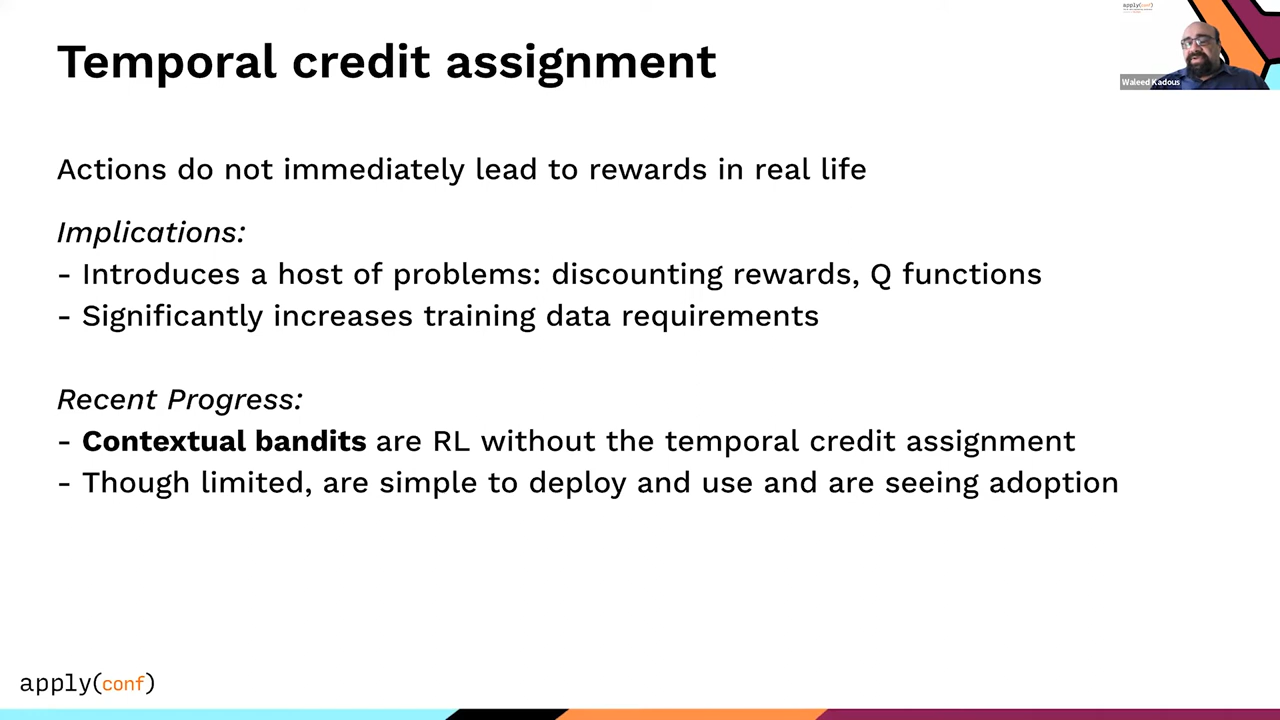 Temporal credit assignment
apply(conf)
Waleed Kadous
Actions do not immediately lead to rewards in real life
Implications:
- Introduces a host of problems: discounting rewards, Q functions
- Significantly increases training data requirements
Recent Progress:
- Contextual bandits are RL without the temporal credit assignment
- Though limited, are simple to deploy and use and are seeing adoption
apply(conf)